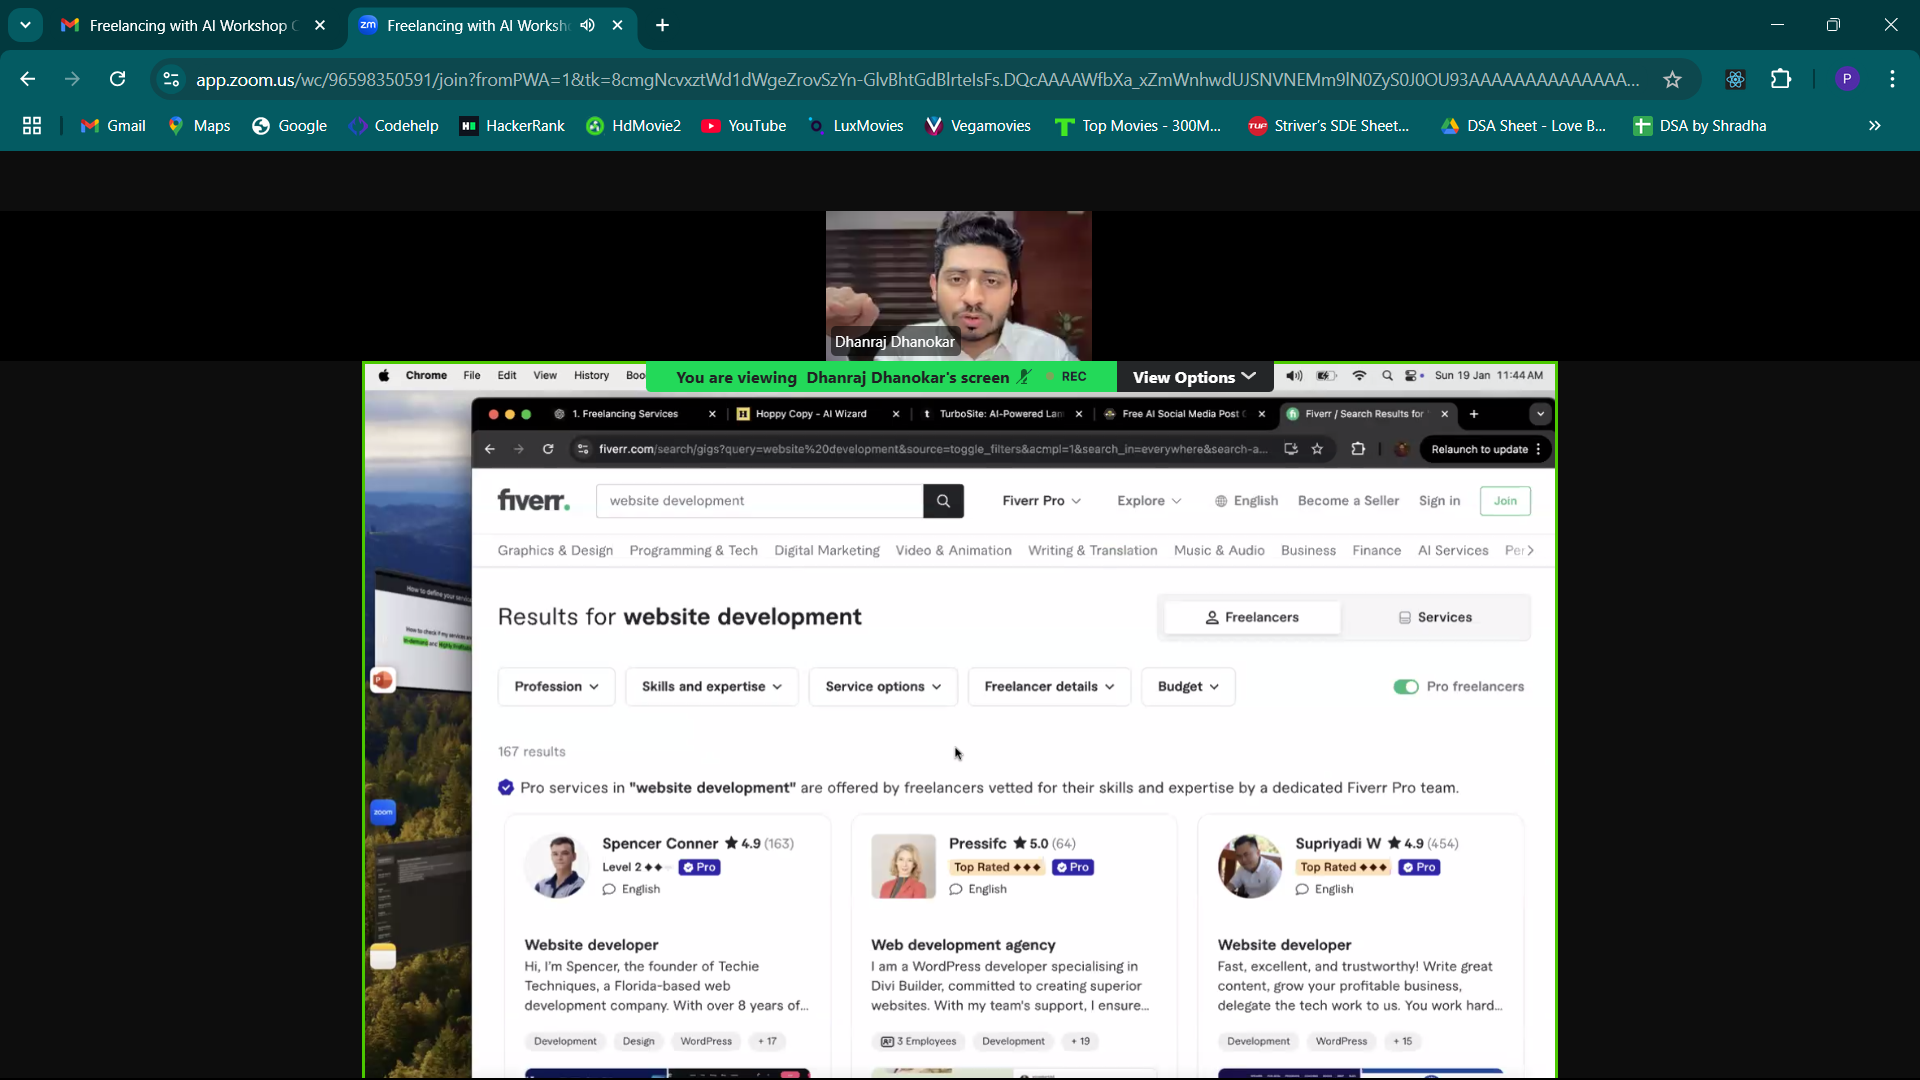 Freelancing with AI Workshop
Freelancing with AI Worksh
app.zoom.us/wc/96598350591/join?fromPWA=1&tk=8cmgNcvxztWd1dWgeZrovSzYn-GlvBhtGdBlrteIsFs.DQcAAAAWfbXa_xZmWnhwdUJSNVNEMm9lN0ZyS0J0OU93AAAAAAAAAAAAAA...
P
Gmail Maps Google Codehelp HackerRank HdMovie2 YouTube LuxMovies Vegamovies Top Movies - 300M... Striver's SDE Sheet... DSA Sheet - Love B... DSA by Shradha
Dhanraj Dhanokar
You are viewing Dhanraj Dhanokar's screen REC View Options
Chrome File Edit View History Boo Sun 19 Jan 11:44 AM
1. Freelancing Services
Hoppy Copy - AI Wizard
TurboSite: AI-Powered Lan
Free AI Social Media Post
Fiverr / Search Results for
fiverr.com/search/gigs?query=website%20development&source=toggle_filters&acmpl=1&search_in=everywhere&search-a...
Relaunch to update
fiverr.
website development
Fiverr Pro Explore English Become a Seller Sign in Join
Graphics & Design Programming & Tech Digital Marketing Video & Animation Writing & Translation Music & Audio Business Finance AI Services Per
How to define your service
Results for website development
Freelancers Services
Profession Skills and expertise Service options Freelancer details Budget Pro freelancers
167 results
Pro services in "website development" are offered by freelancers vetted for their skills and expertise by a dedicated Fiverr Pro team.
zoom
Spencer Conner 4.9 (163)
Level 2 Pro
English
Website developer
Hi, I'm Spencer, the founder of Techie
Techniques, a Florida-based web
development company. With over 8 years of...
Development Design WordPress + 17
Pressifc 5.0 (64)
Top Rated Pro
English
Web development agency
I am a WordPress developer specialising in
Divi Builder, committed to creating superior
websites. With my team's support, I ensure...
3 Employees Development + 19
Supriyadi W 4.9 (454)
Top Rated Pro
English
Website developer
Fast, excellent, and trustworthy! Write great
content, grow your profitable business,
delegate the tech work to us. You work hard...
Development WordPress + 15